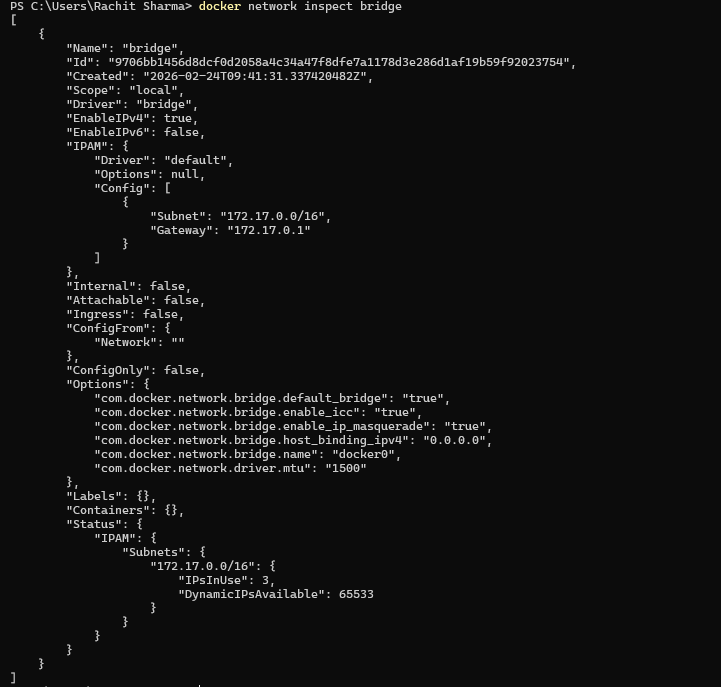 PS C:\Users\Rachit Sharma> docker network inspect bridge
[
    {
        "Name": "bridge",
        "Id": "9706bb1456d8dcf0d2058a4c34a47f8dfe7a1178d3e286d1af19b59f92023754",
        "Created": "2026-02-24T09:41:31.337420482Z",
        "Scope": "local",
        "Driver": "bridge",
        "EnableIPv4": true,
        "EnableIPv6": false,
        "IPAM": {
            "Driver": "default",
            "Options": null,
            "Config": [
                {
                    "Subnet": "172.17.0.0/16",
                    "Gateway": "172.17.0.1"
                }
            ]
        },
        "Internal": false,
        "Attachable": false,
        "Ingress": false,
        "ConfigFrom": {
            "Network": ""
        },
        "ConfigOnly": false,
        "Options": {
            "com.docker.network.bridge.default_bridge": "true",
            "com.docker.network.bridge.enable_icc": "true",
            "com.docker.network.bridge.enable_ip_masquerade": "true",
            "com.docker.network.bridge.host_binding_ipv4": "0.0.0.0",
            "com.docker.network.bridge.name": "docker0",
            "com.docker.network.driver.mtu": "1500"
        },
        "Labels": {},
        "Containers": {},
        "Status": {
            "IPAM": {
                "Subnets": {
                    "172.17.0.0/16": {
                        "IPsInUse": 3,
                        "DynamicIPsAvailable": 65533
                    }
                }
            }
        }
    }
]